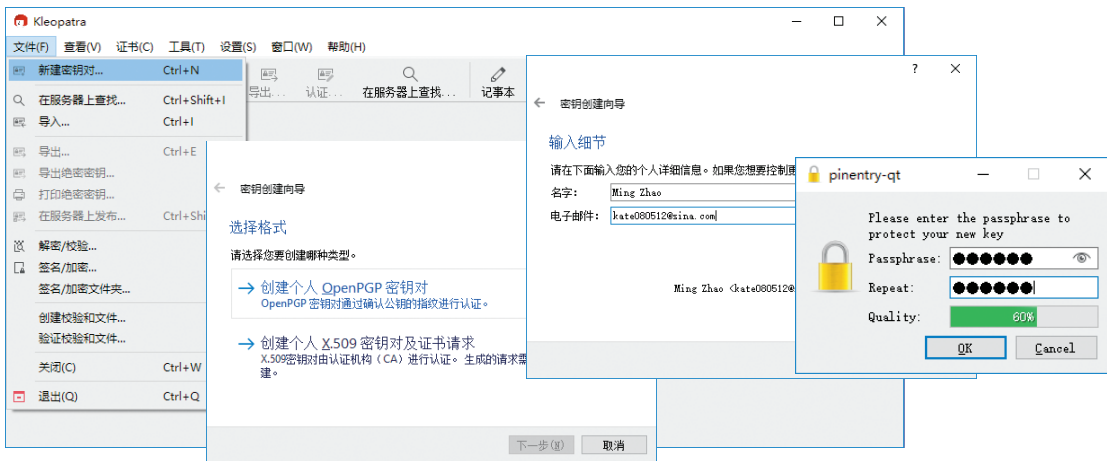 Kleopatra
文件(F) 查看(V) 证书(C) 工具(T) 设置(S) 窗口(W) 帮助(H)
新建密钥对... Ctrl+N
在服务器上查找... Ctrl+Shift+I
导入... Ctrl+I
导出... Ctrl+E
导出绝密密钥...
打印绝密密钥...
在服务器上发布... Ctrl+Shi
解密/校验...
签名/加密...
签名/加密文件夹...
创建校验和文件...
验证校验和文件...
关闭(C) Ctrl+W
退出(Q) Ctrl+Q
导出... 认证... 在服务器上查找... 记事本
密钥创建向导
选择格式
请选择您要创建哪种类型。
创建个人 OpenPGP 密钥对
OpenPGP 密钥对通过确认公钥的指纹进行认证。
创建个人 X.509 密钥对及证书请求
X.509密钥对由认证机构（CA）进行认证。生成的请求需
建。
下一步(N) 取消
?
密钥创建向导
输入细节
请在下面输入您的个人详细信息。如果您想要控制更
名字: Ming Zhao
电子邮件: kate080512@sina.com
Ming Zhao <kate080512@
pinentry-qt
Please enter the passphrase to
protect your new key
Passphrase: ●●●●●●
Repeat: ●●●●●●
Quality: 60%
OK Cancel